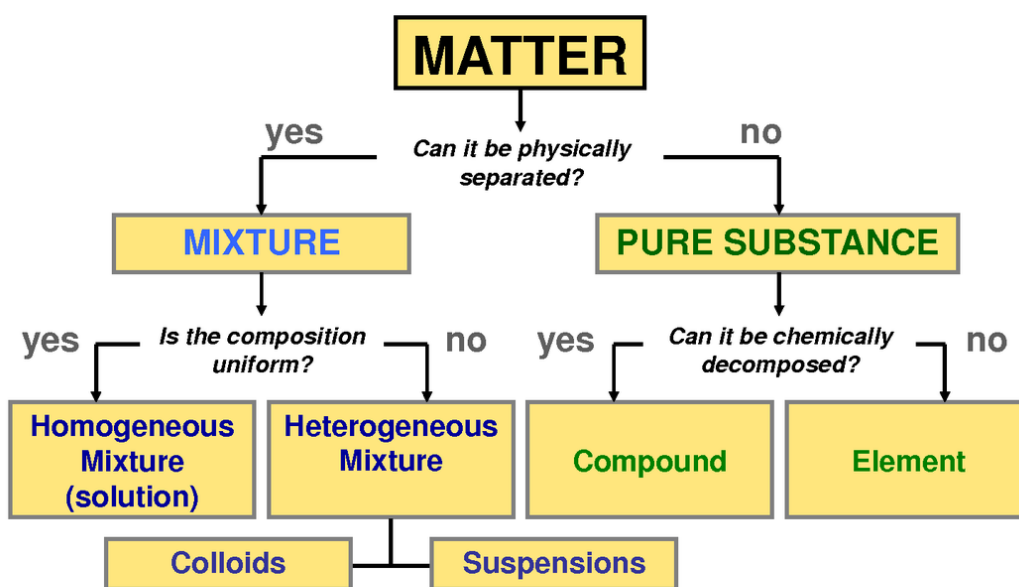 MATTER
yes
no
Can it be physically
separated?
MIXTURE
PURE SUBSTANCE
yes
Is the composition
uniform?
no
yes
Can it be chemically
decomposed?
no
Homogeneous
Mixture
(solution)
Heterogeneous
Mixture
Compound
Element
Colloids
Suspensions